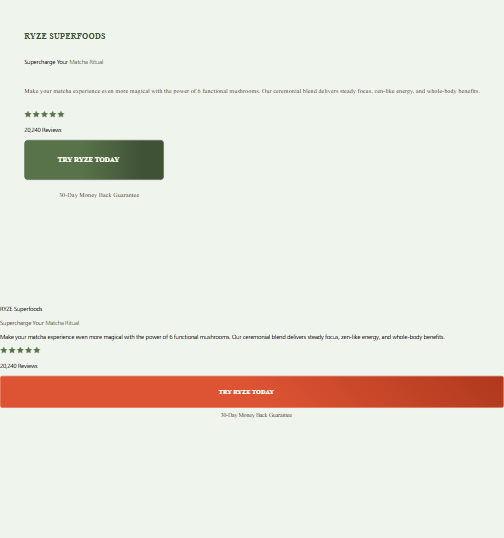 RYZE SUPERFOODS
Supercharge Your Matcha Ritual
Make your matcha experience even more magical with the power of 6 functional mushrooms. Our ceremonial blend delivers steady focus, zen-like energy, and whole-body benefits.
20,240 Reviews
TRY RYZE TODAY
30-Day Money Back Guarantee
RYZE Superfoods
Supercharge Your Matcha Ritual
Make your matcha experience even more magical with the power of 6 functional mushrooms. Our ceremonial blend delivers steady focus, zen-like energy, and whole-body benefits.
20,240 Reviews
TRY RYZE TODAY
30-Day Money Back Guarantee